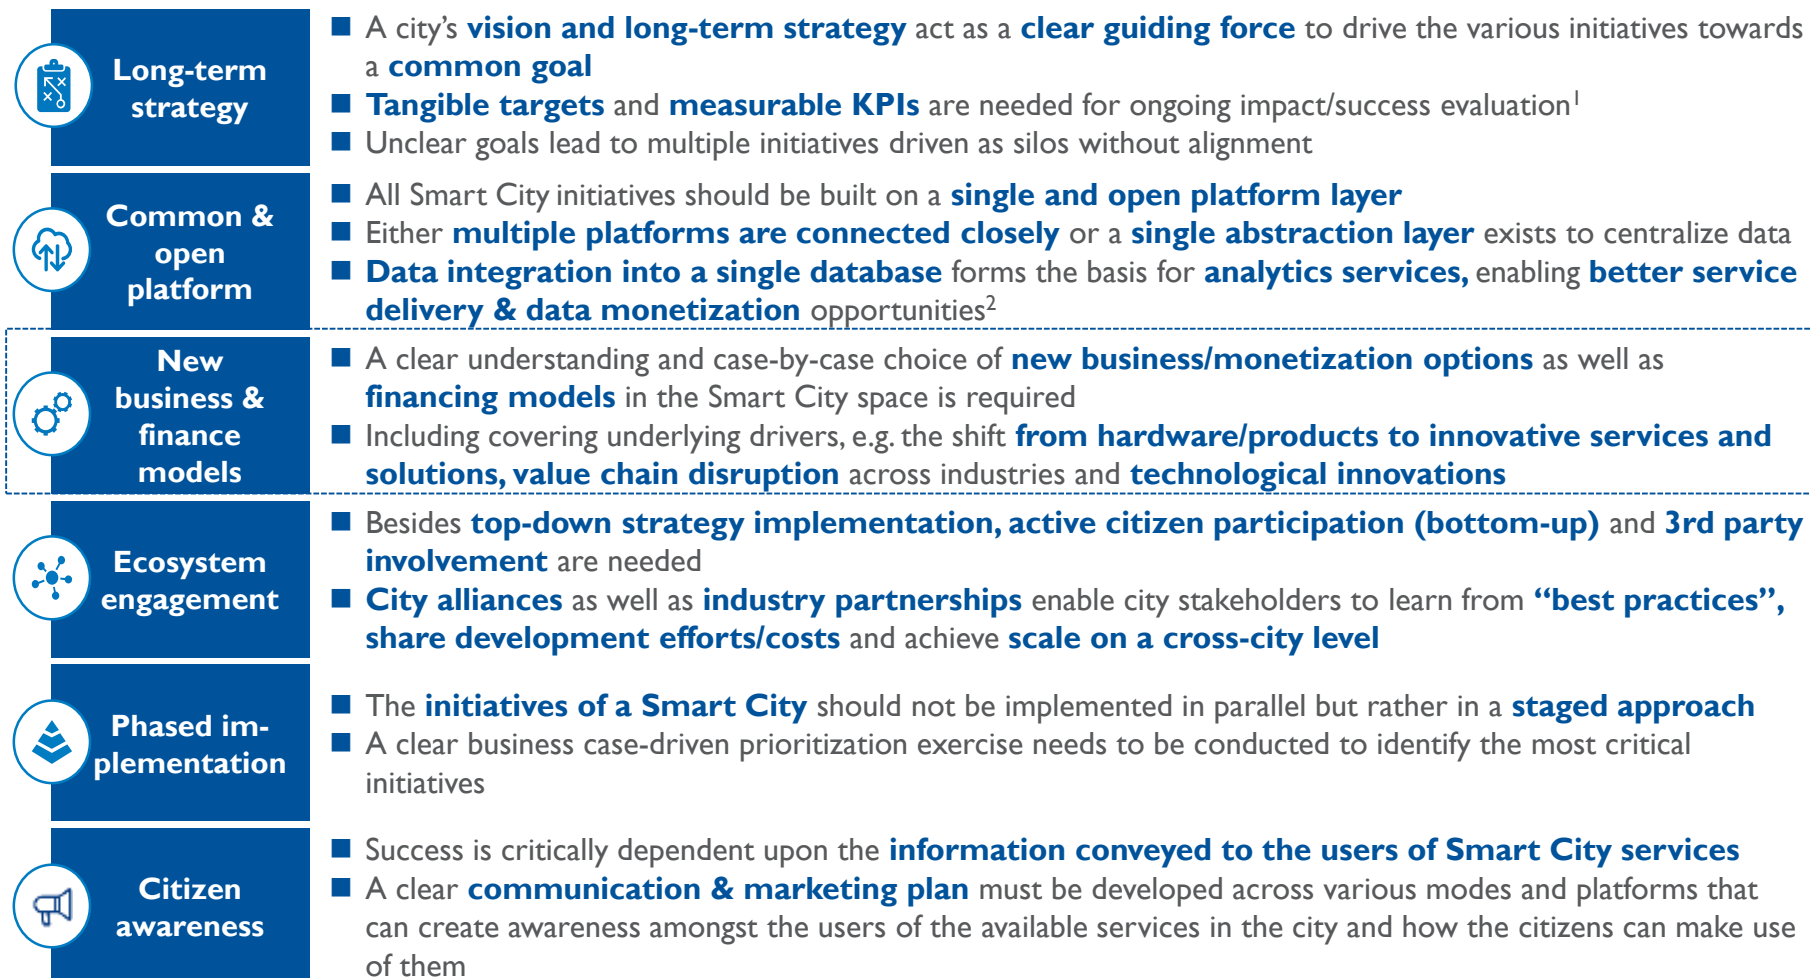 Long-term
strategy
■ A city’s vision and long-term strategy act as a clear guiding force to drive the various initiatives towards
a common goal
■ Tangible targets and measurable KPIs are needed for ongoing impact/success evaluation¹
■ Unclear goals lead to multiple initiatives driven as silos without alignment
Common &
open
platform
■ All Smart City initiatives should be built on a single and open platform layer
■ Either multiple platforms are connected closely or a single abstraction layer exists to centralize data
■ Data integration into a single database forms the basis for analytics services, enabling better service
delivery & data monetization opportunities²
New
business &
finance
models
■ A clear understanding and case-by-case choice of new business/monetization options as well as
financing models in the Smart City space is required
■ Including covering underlying drivers, e.g. the shift from hardware/products to innovative services and
solutions, value chain disruption across industries and technological innovations
Ecosystem
engagement
■ Besides top-down strategy implementation, active citizen participation (bottom-up) and 3rd party
involvement are needed
■ City alliances as well as industry partnerships enable city stakeholders to learn from “best practices”,
share development efforts/costs and achieve scale on a cross-city level
Phased im-
plementation
■ The initiatives of a Smart City should not be implemented in parallel but rather in a staged approach
■ A clear business case-driven prioritization exercise needs to be conducted to identify the most critical
initiatives
Citizen
awareness
■ Success is critically dependent upon the information conveyed to the users of Smart City services
■ A clear communication & marketing plan must be developed across various modes and platforms that
can create awareness amongst the users of the available services in the city and how the citizens can make use
of them